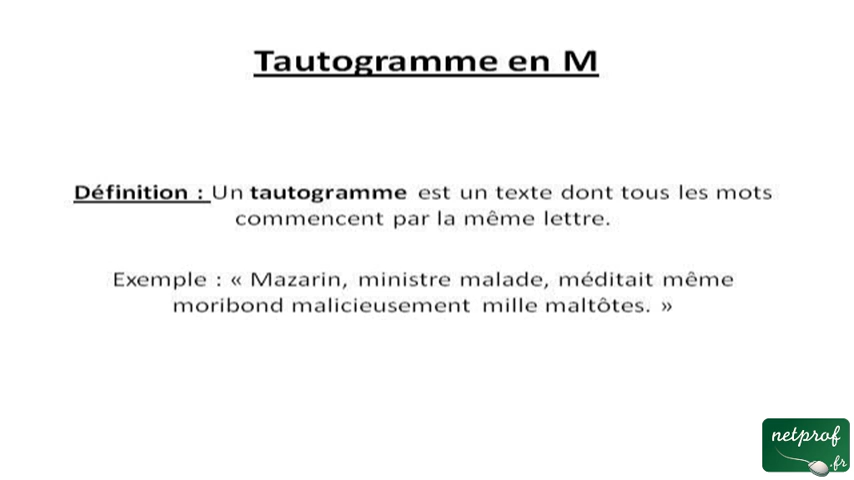 Tautogramme en M
Définition : Un tautogramme est un texte dont tous les mots
commencent par la même lettre.
Exemple : « Mazarin, ministre malade, méditait même
moribond malicieusement mille maltôtes. »
netprof
.fr